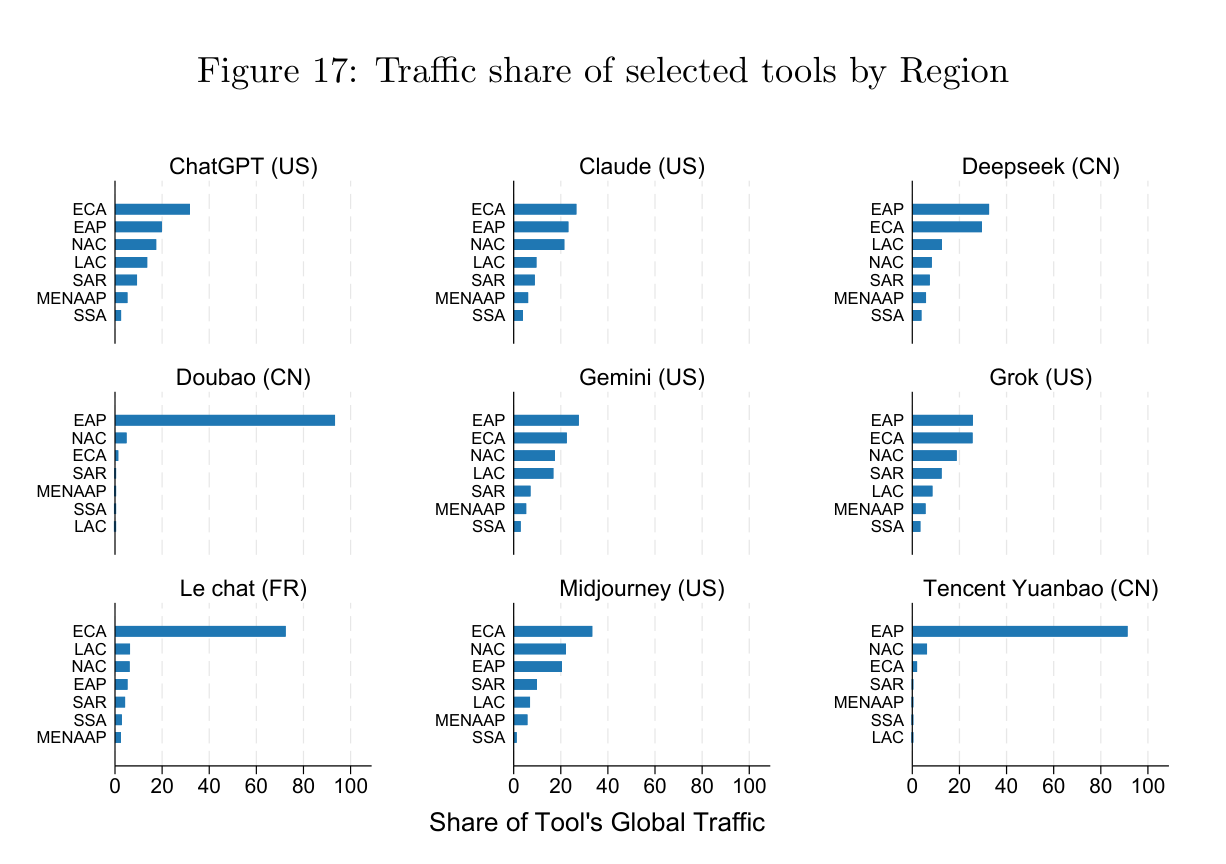 Figure 17: Traffic share of selected tools by Region
ChatGPT (US)
ECA
EAP
NAC
LAC
SAR
MENAAP
SSA
Claude (US)
ECA
EAP
NAC
LAC
SAR
MENAAP
SSA
Deepseek (CN)
EAP
ECA
LAC
NAC
SAR
MENAAP
SSA
Doubao (CN)
EAP
NAC
ECA
SAR
MENAAP
SSA
LAC
Gemini (US)
EAP
ECA
NAC
LAC
SAR
MENAAP
SSA
Grok (US)
EAP
ECA
NAC
SAR
LAC
MENAAP
SSA
Le chat (FR)
ECA
LAC
NAC
EAP
SAR
SSA
MENAAP
0 20 40 60 80 100
Midjourney (US)
ECA
NAC
EAP
SAR
LAC
MENAAP
SSA
0 20 40 60 80 100
Tencent Yuanbao (CN)
EAP
NAC
ECA
SAR
MENAAP
SSA
LAC
0 20 40 60 80 100
Share of Tool's Global Traffic